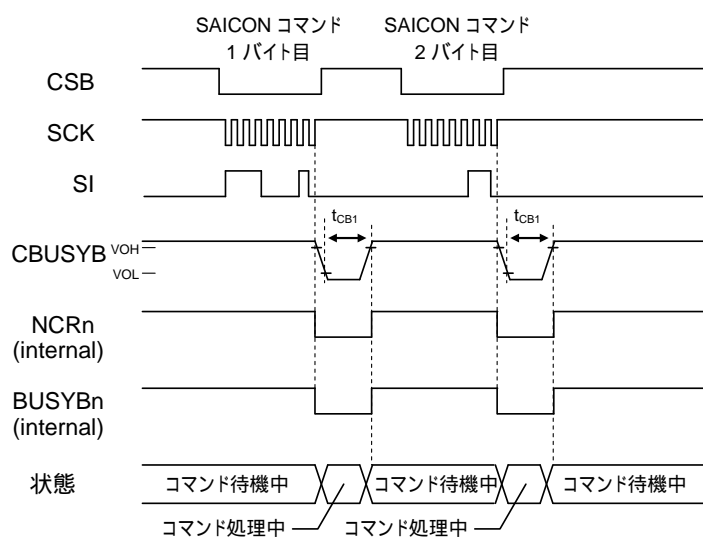 SAICON コマンド
1 バイト目
SAICON コマンド
2 バイト目
CSB
SCK
SI
tCB1
tCB1
CBUSYB
VOH
VOL
NCRn
(internal)
BUSYBn
(internal)
状態
コマンド待機中
コマンド待機中
コマンド待機中
コマンド処理中
コマンド処理中